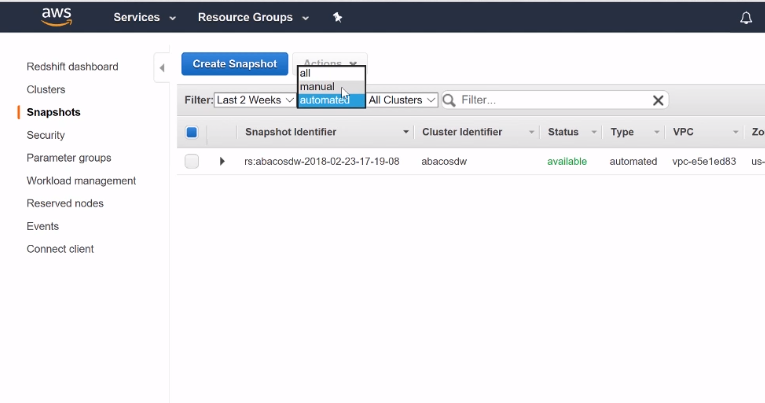 aws Services Resource Groups
Redshift dashboard
Clusters
Snapshots
Security
Parameter groups
Workload management
Reserved nodes
Events
Connect client
Create Snapshot Actions
all
manual
Filter: Last 2 Weeks automated All Clusters Filter...
Snapshot Identifier Cluster Identifier Status Type VPC Zo
rs:abacosdw-2018-02-23-17-19-08 abacosdw available automated vpc-e5e1ed83 us-